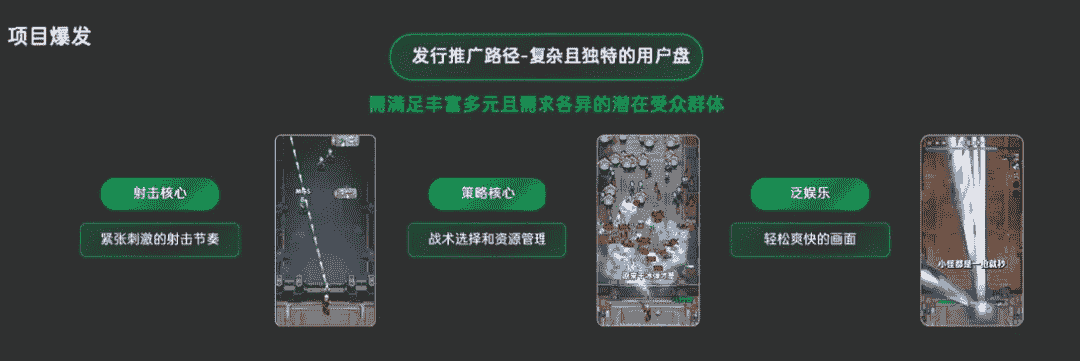 项目爆发
发行推广路径-复杂且独特的用户盘
需满足丰富多元且需求各异的潜在受众群体
射击核心
紧张刺激的射击节奏
策略核心
战术选择和资源管理
泛娱乐
轻松爽快的画面
小怪都是一枪就秒